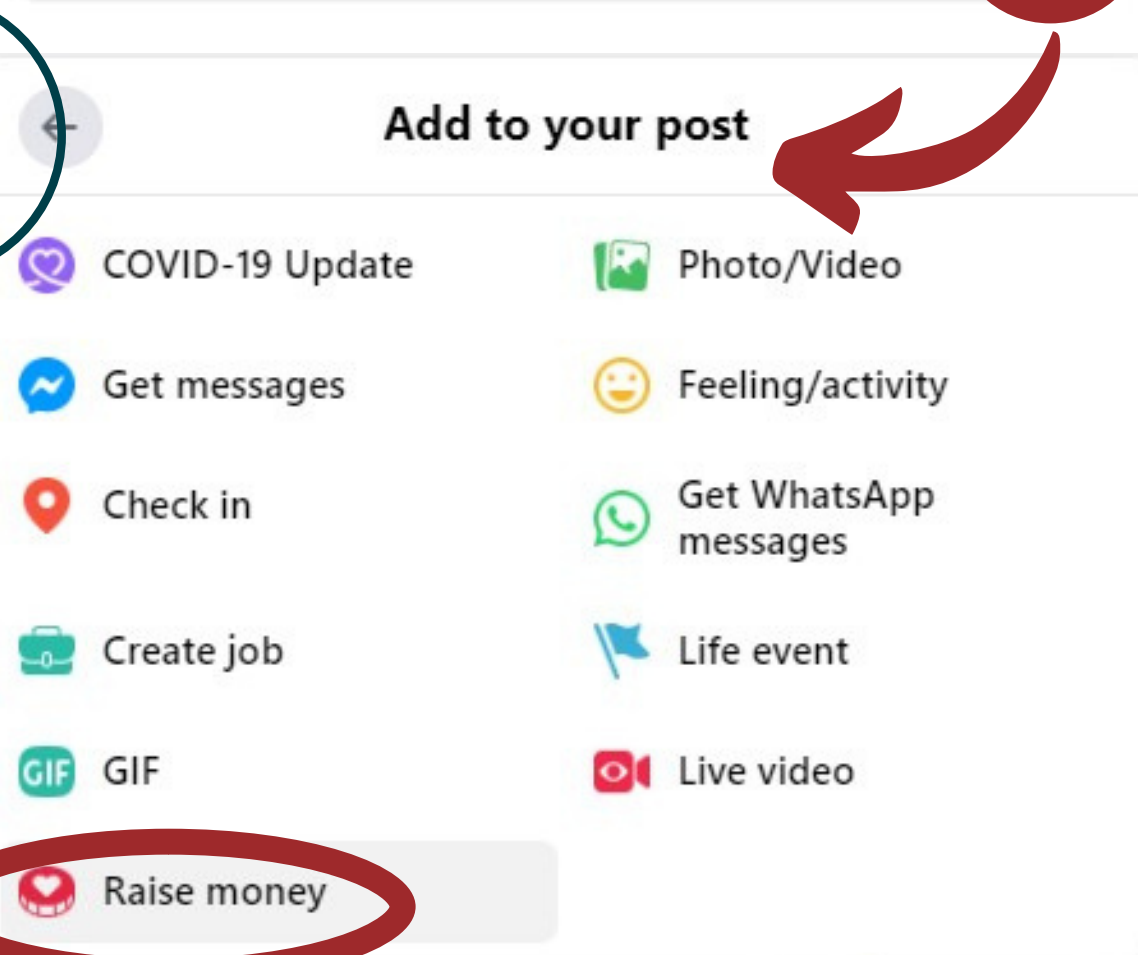 Add to your post
COVID-19 Update
Photo/Video
Get messages
Feeling/activity
Check in
Get WhatsApp
messages
Create job
Life event
GIF GIF
Live video
Raise money